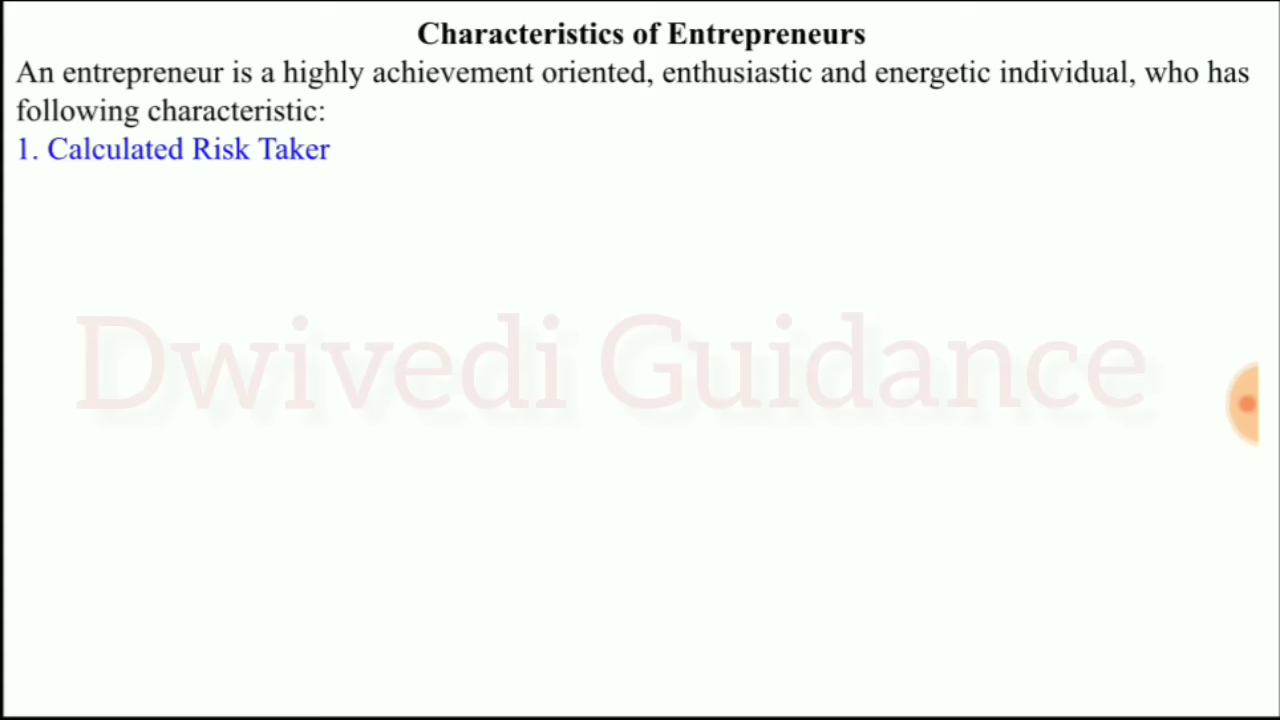 Characteristics of Entrepreneurs
An entrepreneur is a highly achievement oriented, enthusiastic and energetic individual, who has
following characteristic:
1. Calculated Risk Taker
Dwivedi Guidance